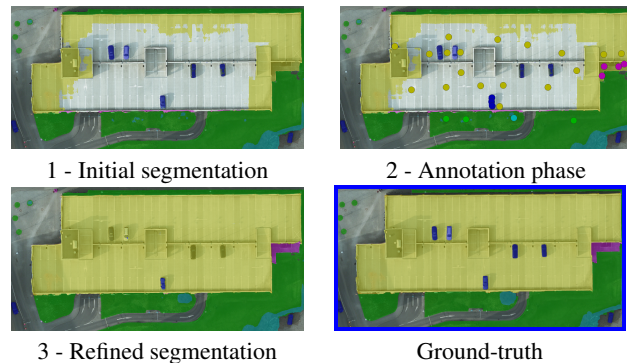 1 - Initial segmentation
2 - Annotation phase
3 - Refined segmentation
Ground-truth